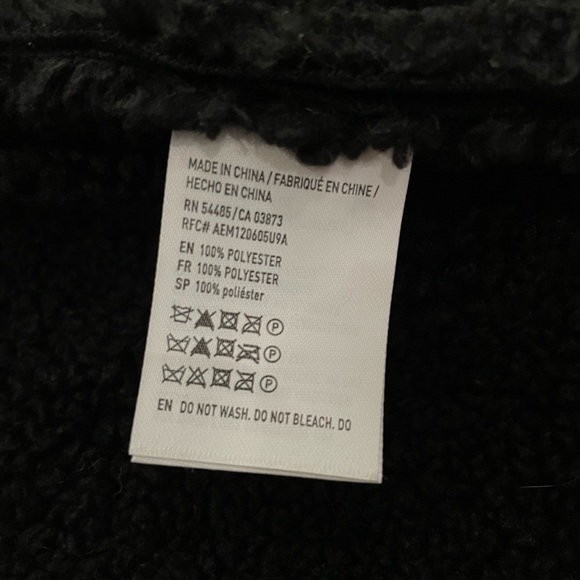 MADE IN CHINA / FABRIQUÉ EN CHINE /
HECHO EN CHINA
RN 54485 / CA 03873
RFC# AEM120605U9A
EN 100% POLYESTER
FR 100% POLYESTER
SP 100% poliéster
P
P
P
EN DO NOT WASH. DO NOT BLEACH. DO